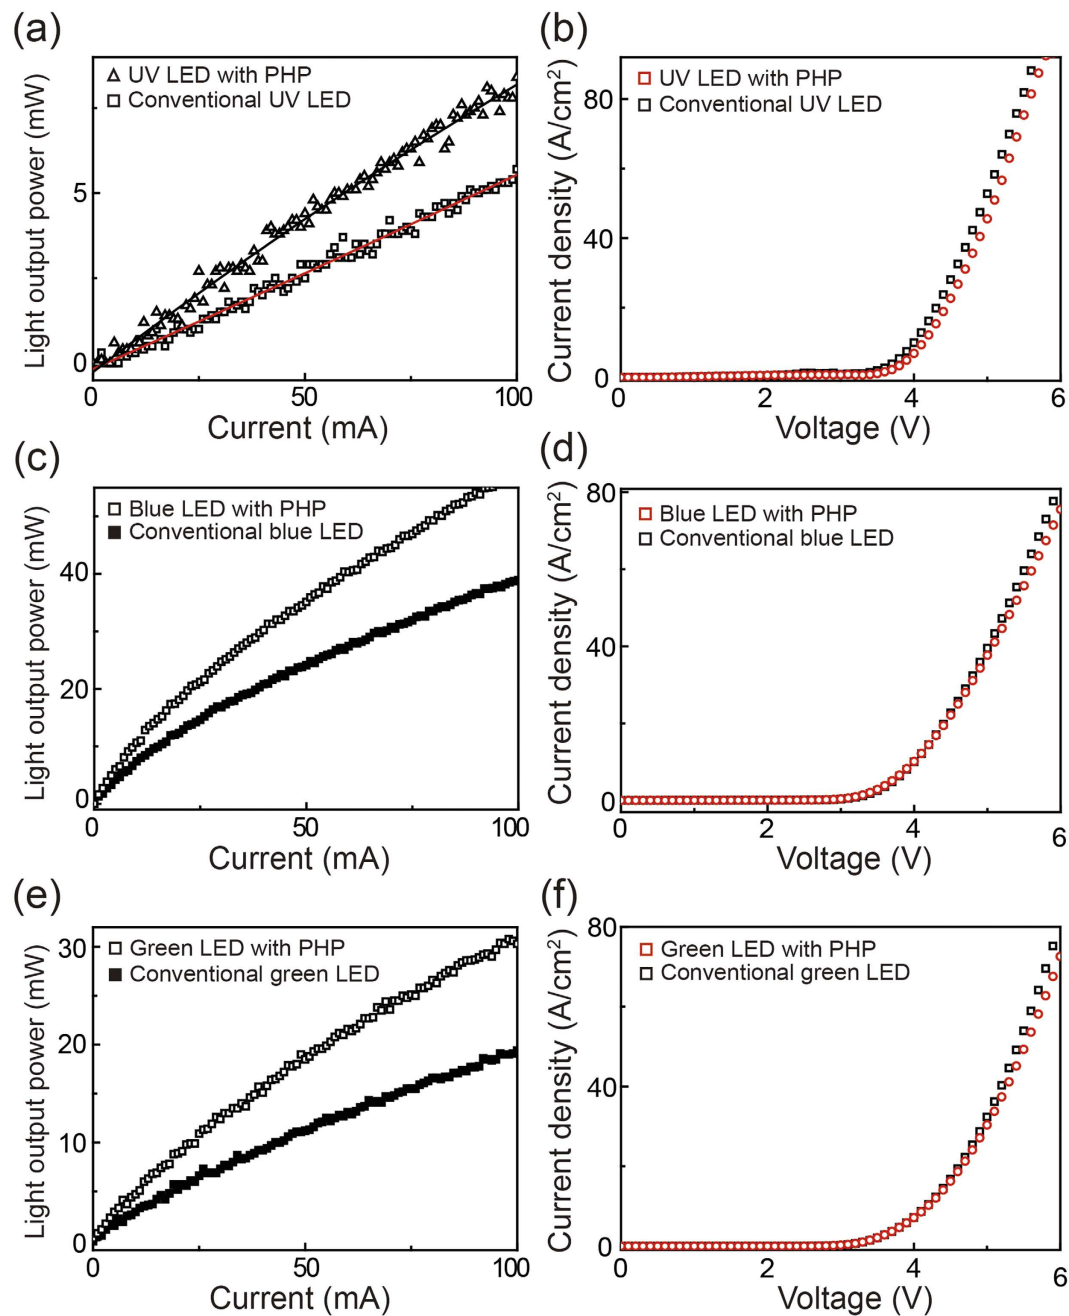 (a)
Light output power (mW)
△ UV LED with PHP
□ Conventional UV LED
5
0
0 50 100
Current (mA)
(b)
Current density (A/cm²)
□ UV LED with PHP
□ Conventional UV LED
80
40
0
0 2 4 6
Voltage (V)
(c)
Light output power (mW)
□ Blue LED with PHP
■ Conventional blue LED
40
20
0
0 50 100
Current (mA)
(d)
Current density (A/cm²)
80
□ Blue LED with PHP
□ Conventional blue LED
40
0
0 2 4 6
Voltage (V)
(e)
Light output power (mW)
30
□ Green LED with PHP
■ Conventional green LED
20
10
0
0 50 100
Current (mA)
(f)
Current density (A/cm²)
80
□ Green LED with PHP
□ Conventional green LED
40
0
0 2 4 6
Voltage (V)